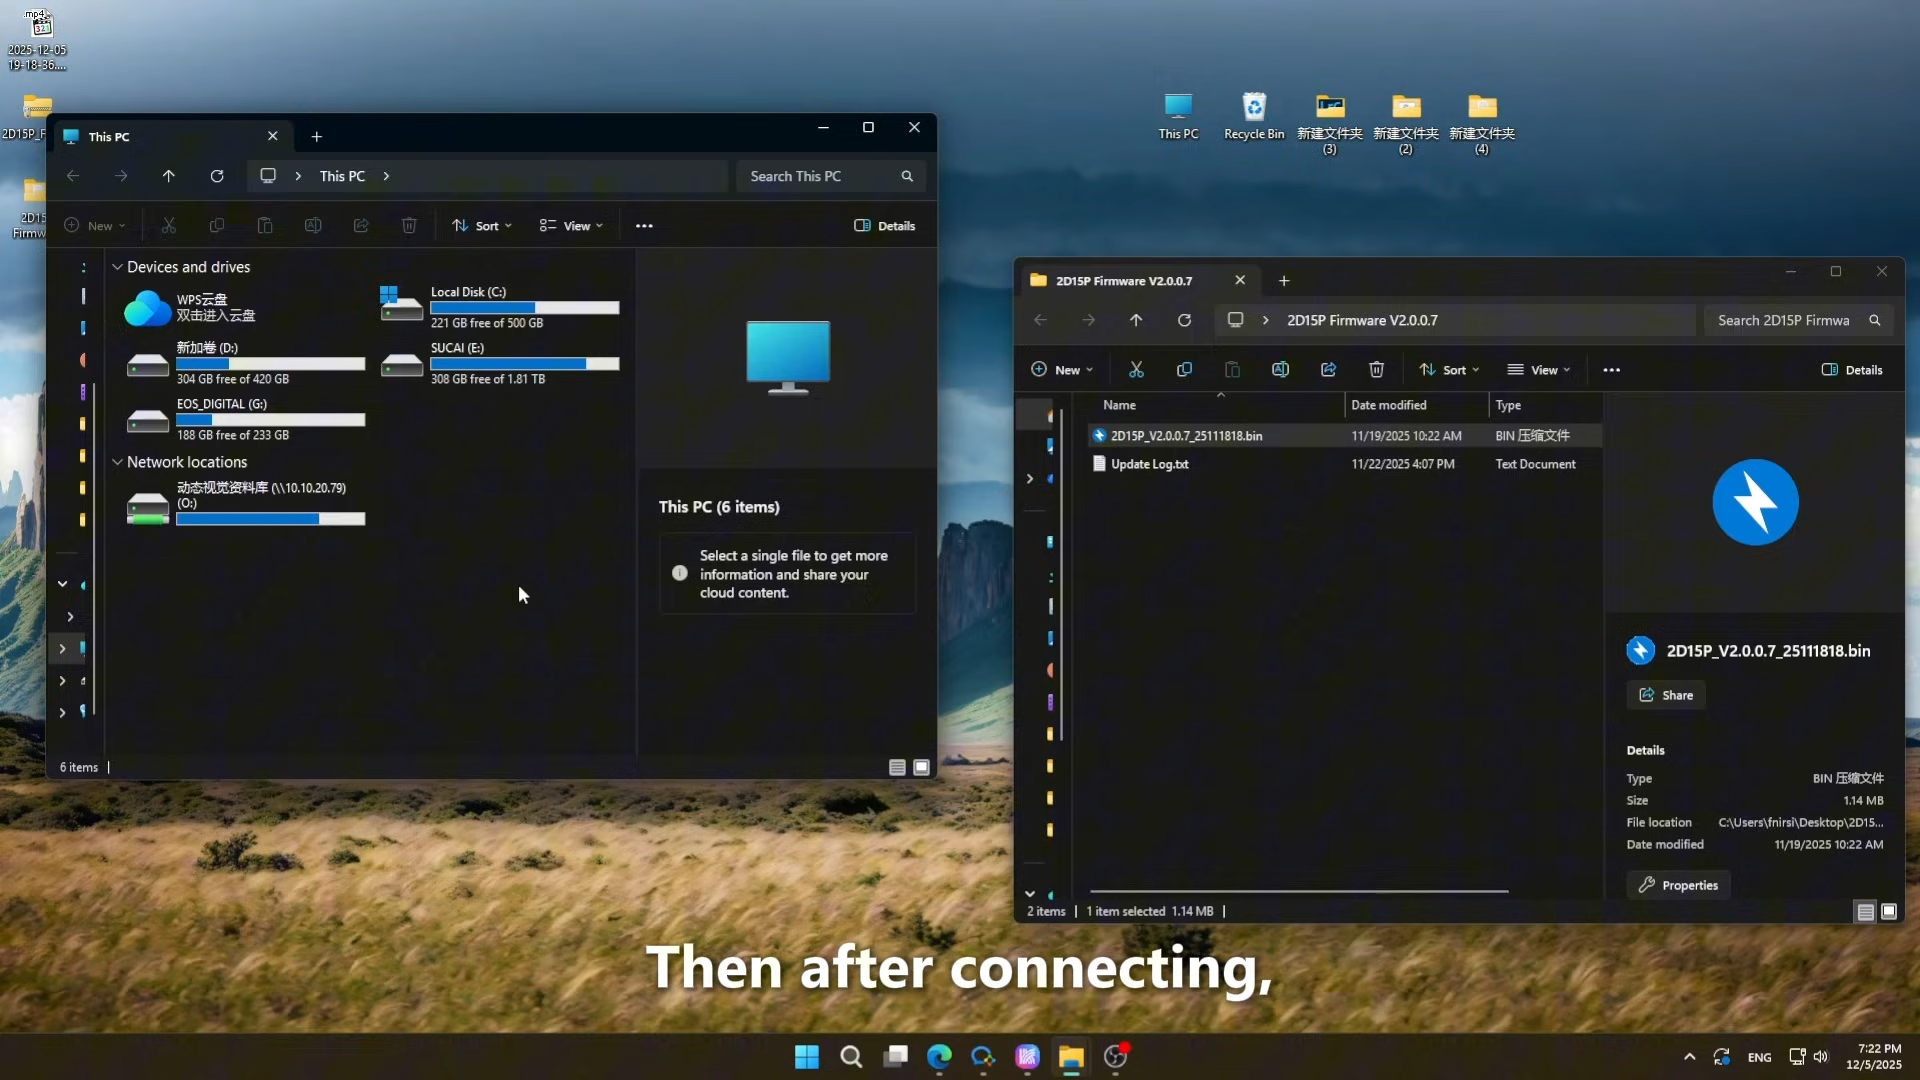 .mp4
321
2025-12-05
19-18-36....
2D15P_F
2D15
Firmw
This PC
This PC
Search This PC
New
Sort
View
Details
Devices and drives
WPS云盘
双击进入云盘
Local Disk (C:)
221 GB free of 500 GB
新加卷 (D:)
304 GB free of 420 GB
SUCAI (E:)
308 GB free of 1.81 TB
EOS_DIGITAL (G:)
188 GB free of 233 GB
Network locations
动态视觉资料库 (\\10.10.20.79)
(O:)
This PC (6 items)
Select a single file to get more
information and share your
cloud content.
6 items
This PC
Recycle Bin
新建文件夹
(3)
新建文件夹
(2)
新建文件夹
(4)
2D15P Firmware V2.0.0.7
2D15P Firmware V2.0.0.7
Search 2D15P Firmwa
New
Sort
View
Details
Name
Date modified
Type
2D15P_V2.0.0.7_25111818.bin
11/19/2025 10:22 AM
BIN 压缩文件
Update Log.txt
11/22/2025 4:07 PM
Text Document
2D15P_V2.0.0.7_25111818.bin
Share
Details
Type
BIN 压缩文件
Size
1.14 MB
File location
C:\Users\fnirsi\Desktop\2D15...
Date modified
11/19/2025 10:22 AM
Properties
2 items
1 item selected 1.14 MB
Then after connecting,
ENG
7:22 PM
12/5/2025